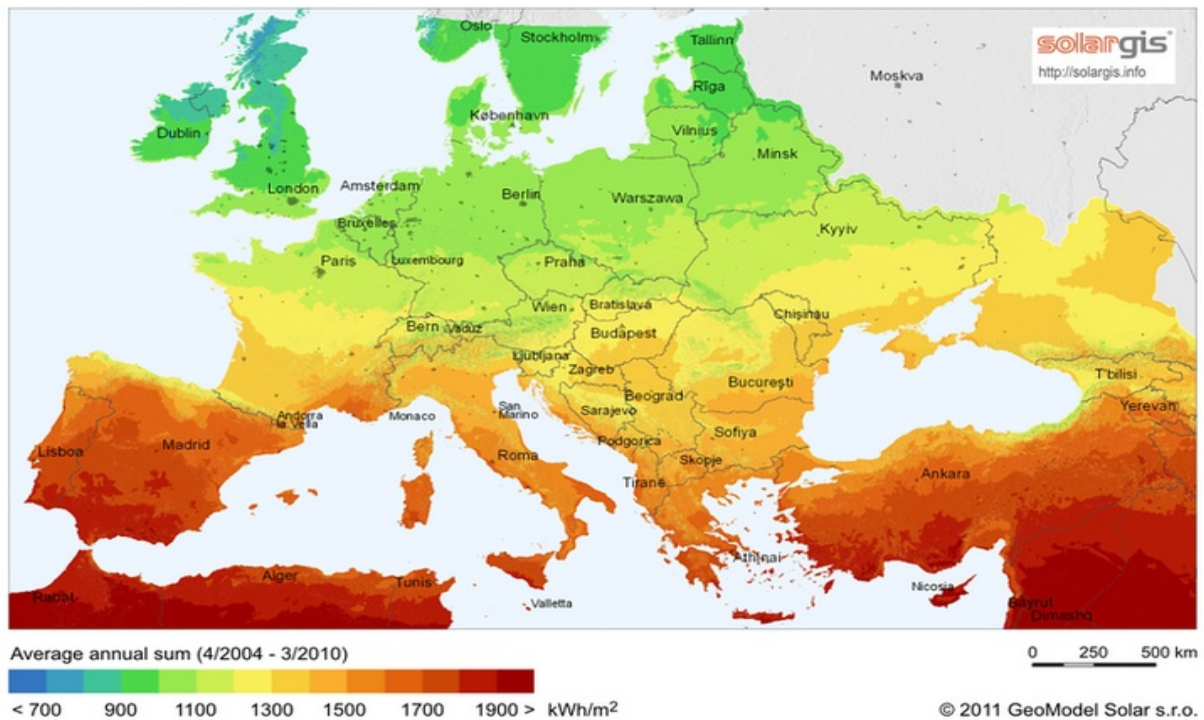 Oslo
Stockholm
Tallinn
solargis
http://solargis.info
Moskva
Rīga
København
Dublin
Vilnius
Minsk
London
Amsterdam
Berlin
Warszawa
Bruxelles
Kyyiv
Paris
Luxembourg
Praha
Wien
Bratislava
Chişinău
Bern
Vaduz
Budapest
Ljubljana
Zagreb
T'bilisi
Bucureşti
Beograd
Yerevan
San
Marino
Sarajevo
Andorra
la Vella
Monaco
Podgorica
Sofiya
Lisboa
Madrid
Roma
Skopje
Ankara
Tiranë
Athínai
Alger
Tunis
Nicosia
Rabat
Valletta
Bayrut
Dimashq
Average annual sum (4/2004 - 3/2010)
0 250 500 km
< 700 900 1100 1300 1500 1700 1900 > kWh/m²
© 2011 GeoModel Solar s.r.o.